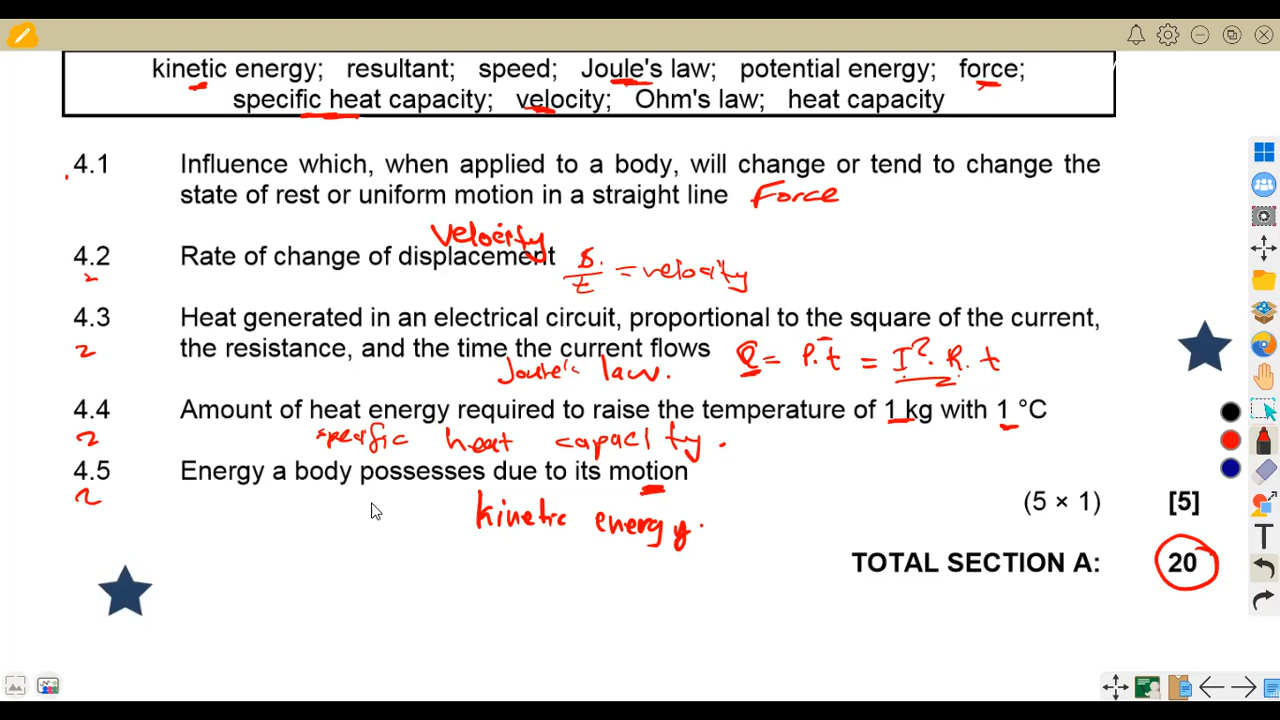 kinetic energy; resultant; speed; Joule's law; potential energy; force;
specific heat capacity; velocity; Ohm's law; heat capacity
4.1 Influence which, when applied to a body, will change or tend to change the
state of rest or uniform motion in a straight line Force
velocity
4.2 Rate of change of displacement s/t = velocity
2
4.3 Heat generated in an electrical circuit, proportional to the square of the current,
2 the resistance, and the time the current flows Q = P.t = I². R. t
Joule's law.
4.4 Amount of heat energy required to raise the temperature of 1 kg with 1 °C
2 specific heat capacity.
4.5 Energy a body possesses due to its motion
2 (5 × 1) [5]
kinetic energy.
TOTAL SECTION A: 20